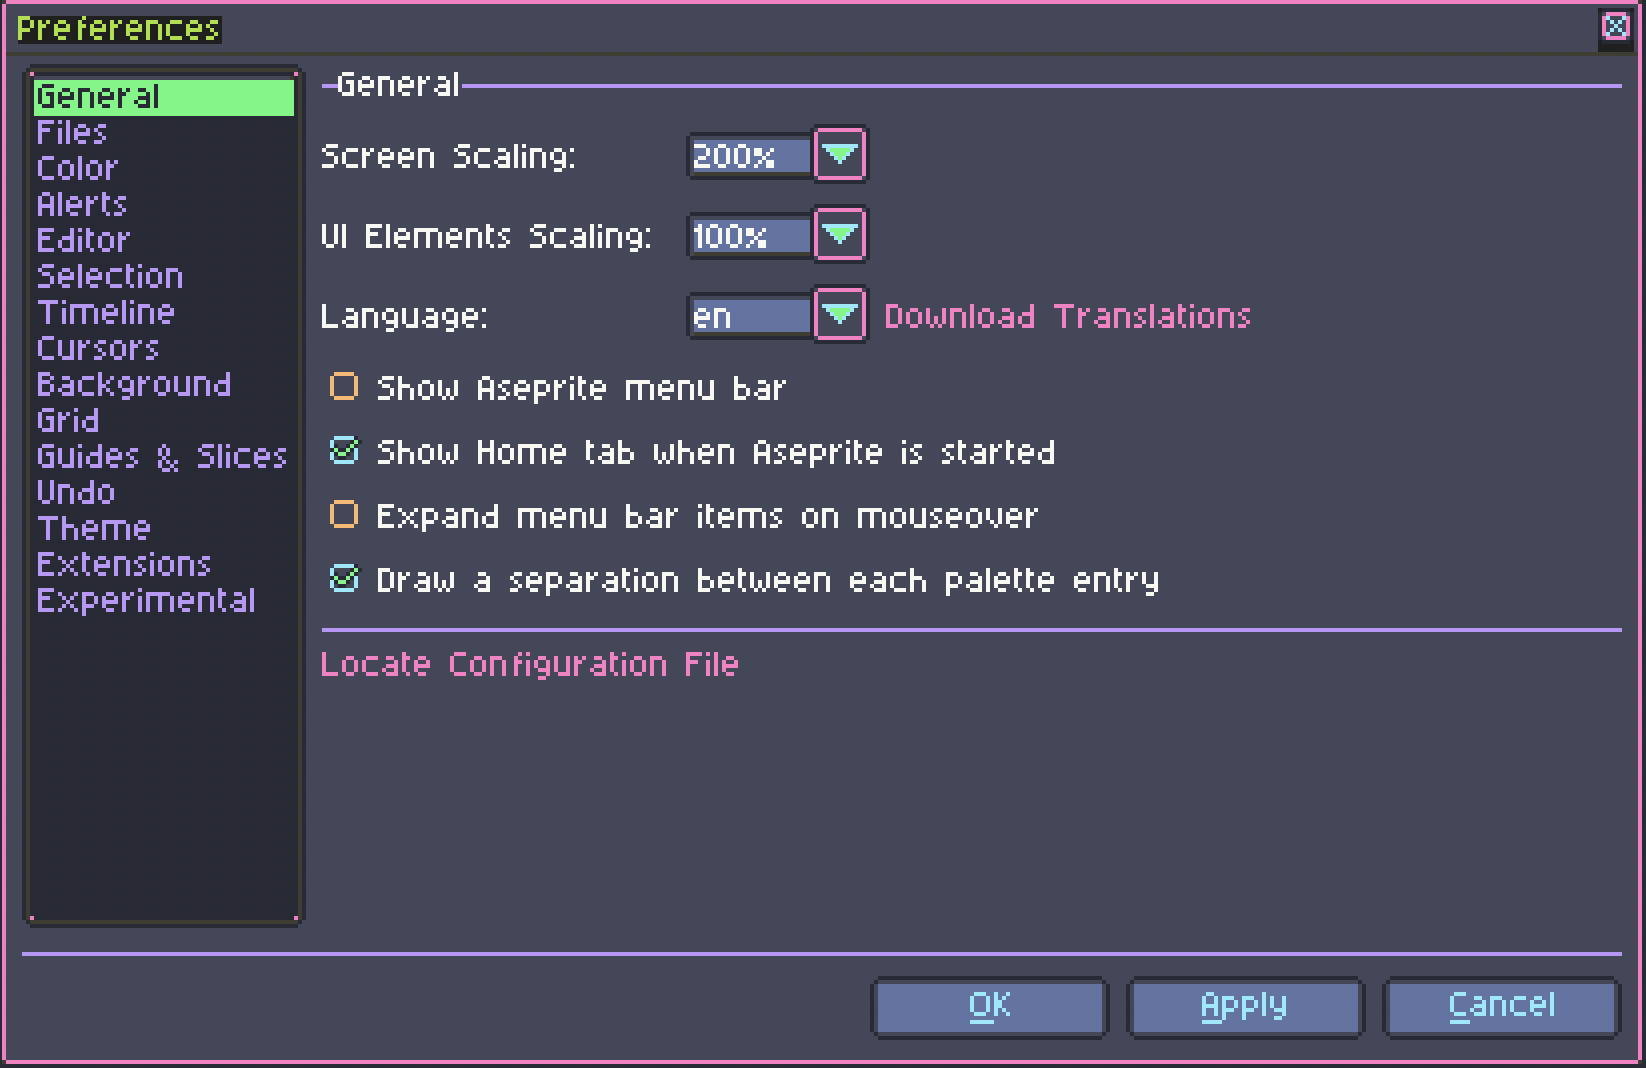 Preferences
General
Files
Color
Alerts
Editor
Selection
Timeline
Cursors
Background
Grid
Guides & Slices
Undo
Theme
Extensions
Experimental
General
Screen Scaling: 200%
UI Elements Scaling: 100%
Language: en Download Translations
Show Aseprite menu bar
Show Home tab when Aseprite is started
Expand menu bar items on mouseover
Draw a separation between each palette entry
Locate Configuration File
OK Apply Cancel